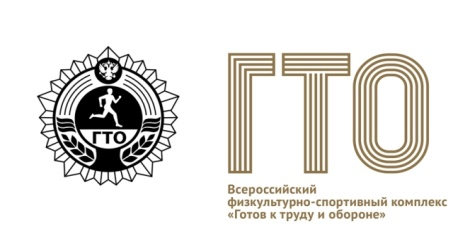 ГТО
ГТО
Всероссийский
физкультурно-спортивный комплекс
«Готов к труду и обороне»